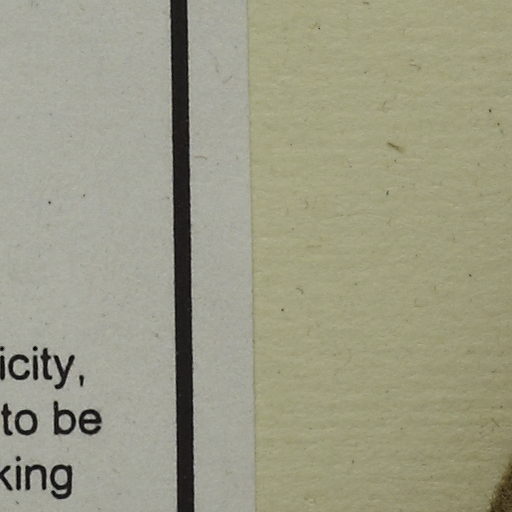 icity,
to be
king